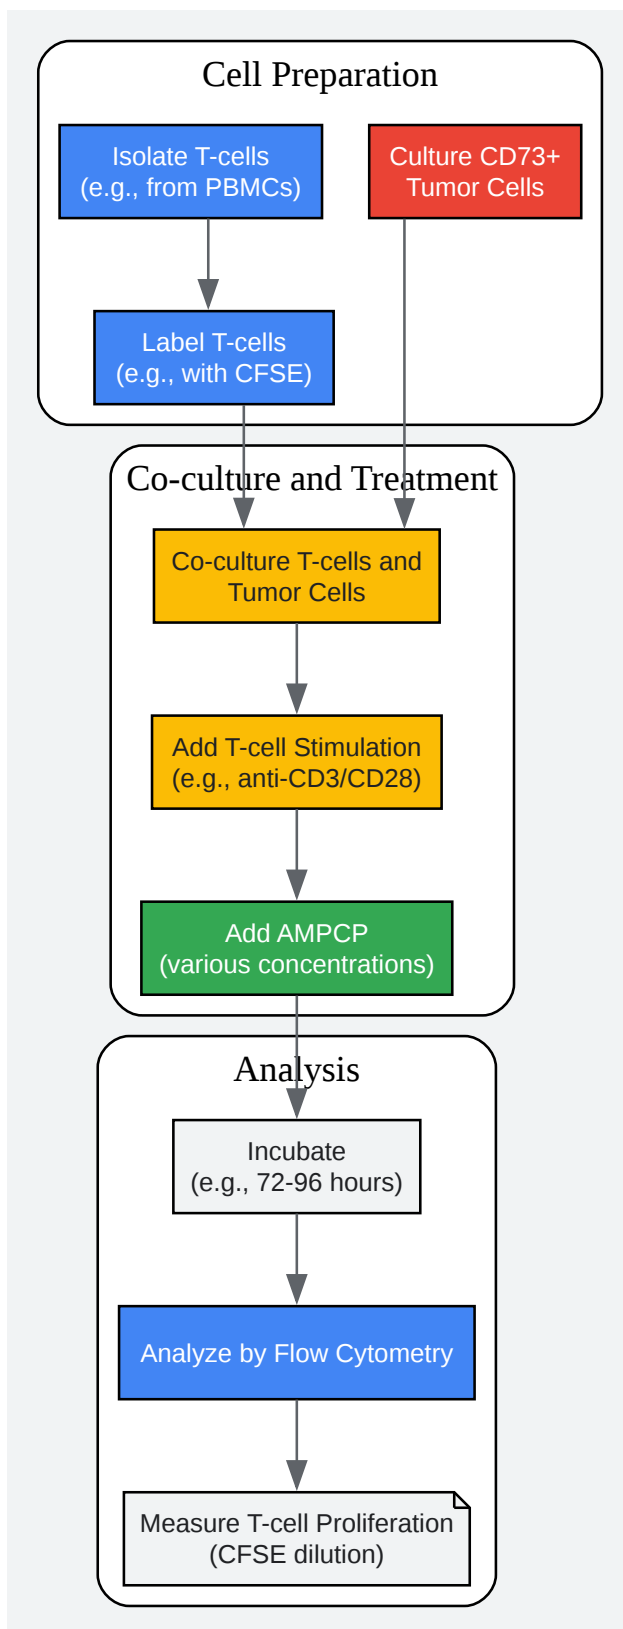 Cell Preparation
Isolate T-cells
(e.g., from PBMCs)
Culture CD73+
Tumor Cells
Label T-cells
(e.g., with CFSE)
Co-culture and Treatment
Co-culture T-cells and
Tumor Cells
Add T-cell Stimulation
(e.g., anti-CD3/CD28)
Add AMPCP
(various concentrations)
Analysis
Incubate
(e.g., 72-96 hours)
Analyze by Flow Cytometry
Measure T-cell Proliferation
(CFSE dilution)